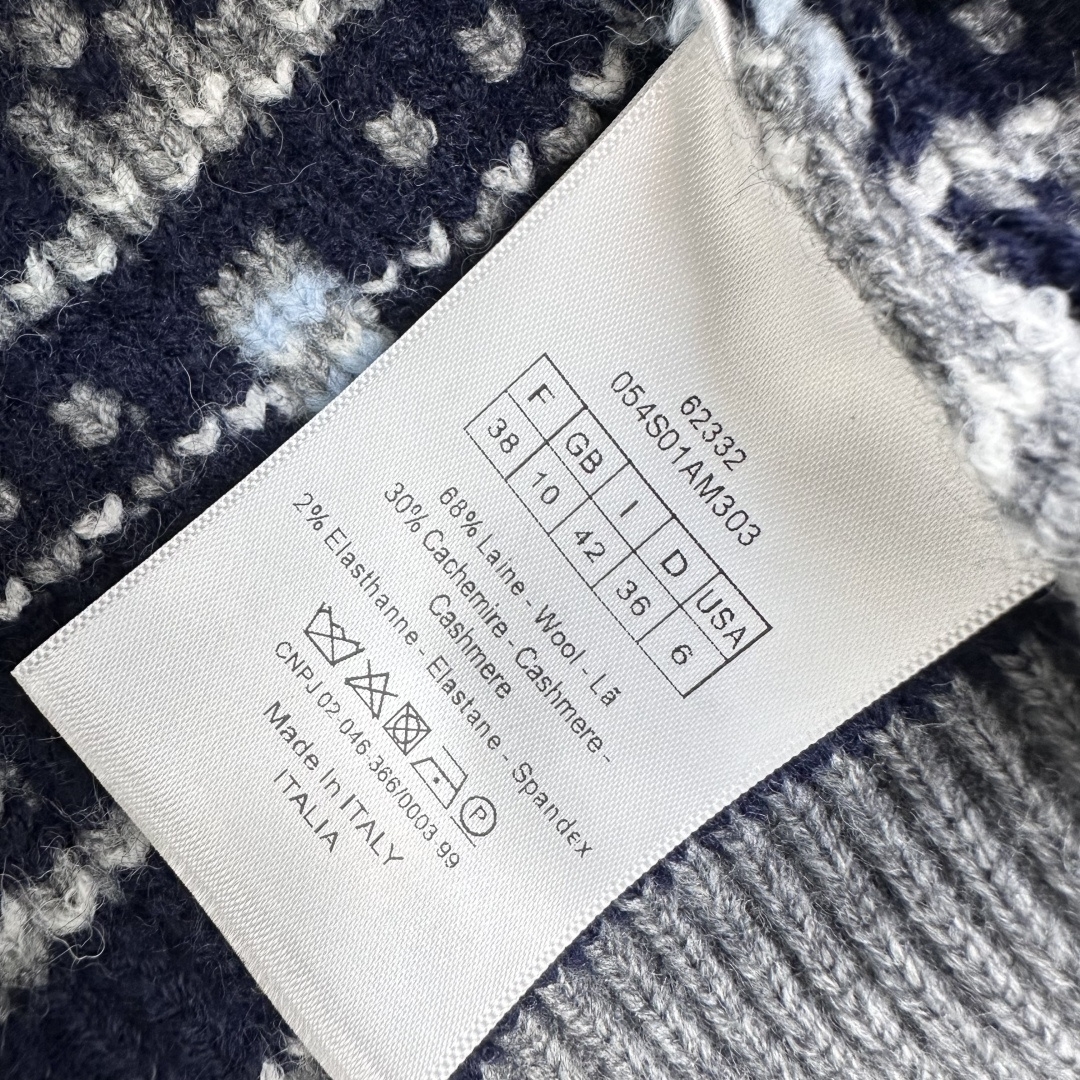 62332
054S01AM303
F GB I D USA
38 10 42 36 6
68% Laine - Wool - Lã
30% Cachemire - Cashmere -
Cashmere
2% Elasthanne - Elastane - Spandex
P
CNPJ 02·046·366/0003 99
Made In ITALY
ITALIA